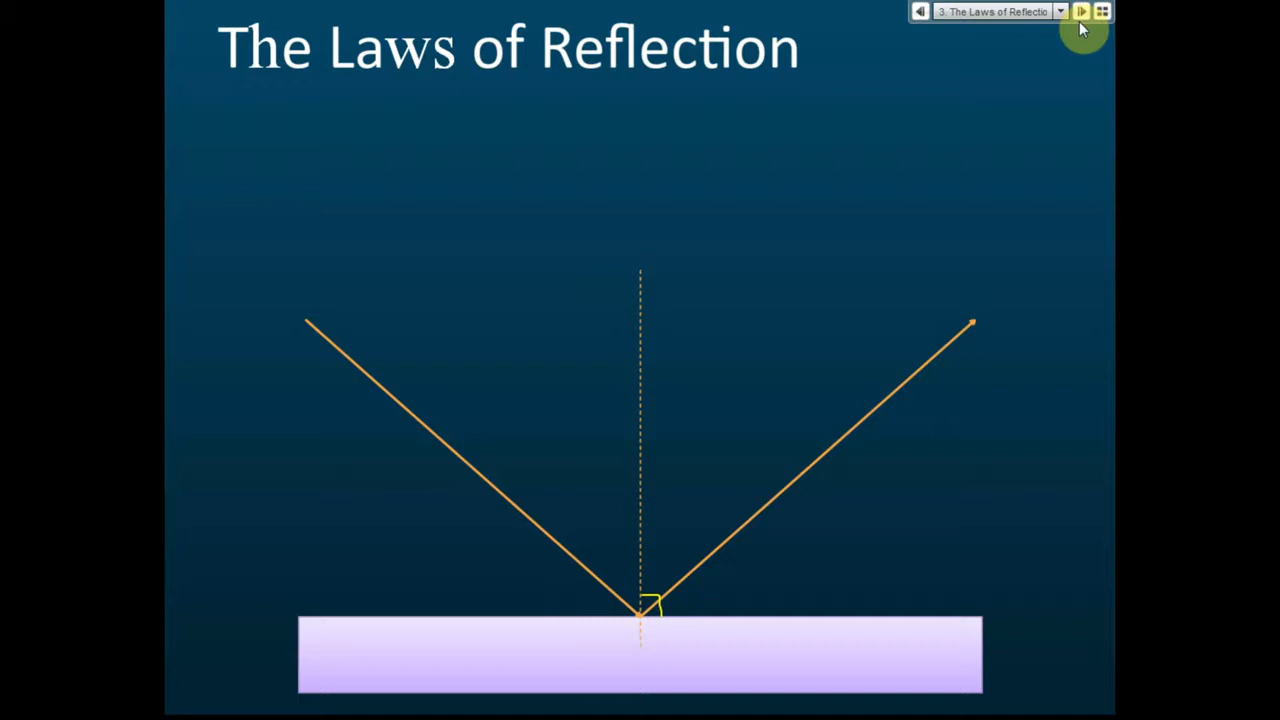 3. The Laws of Reflectio
The Laws of Reflection